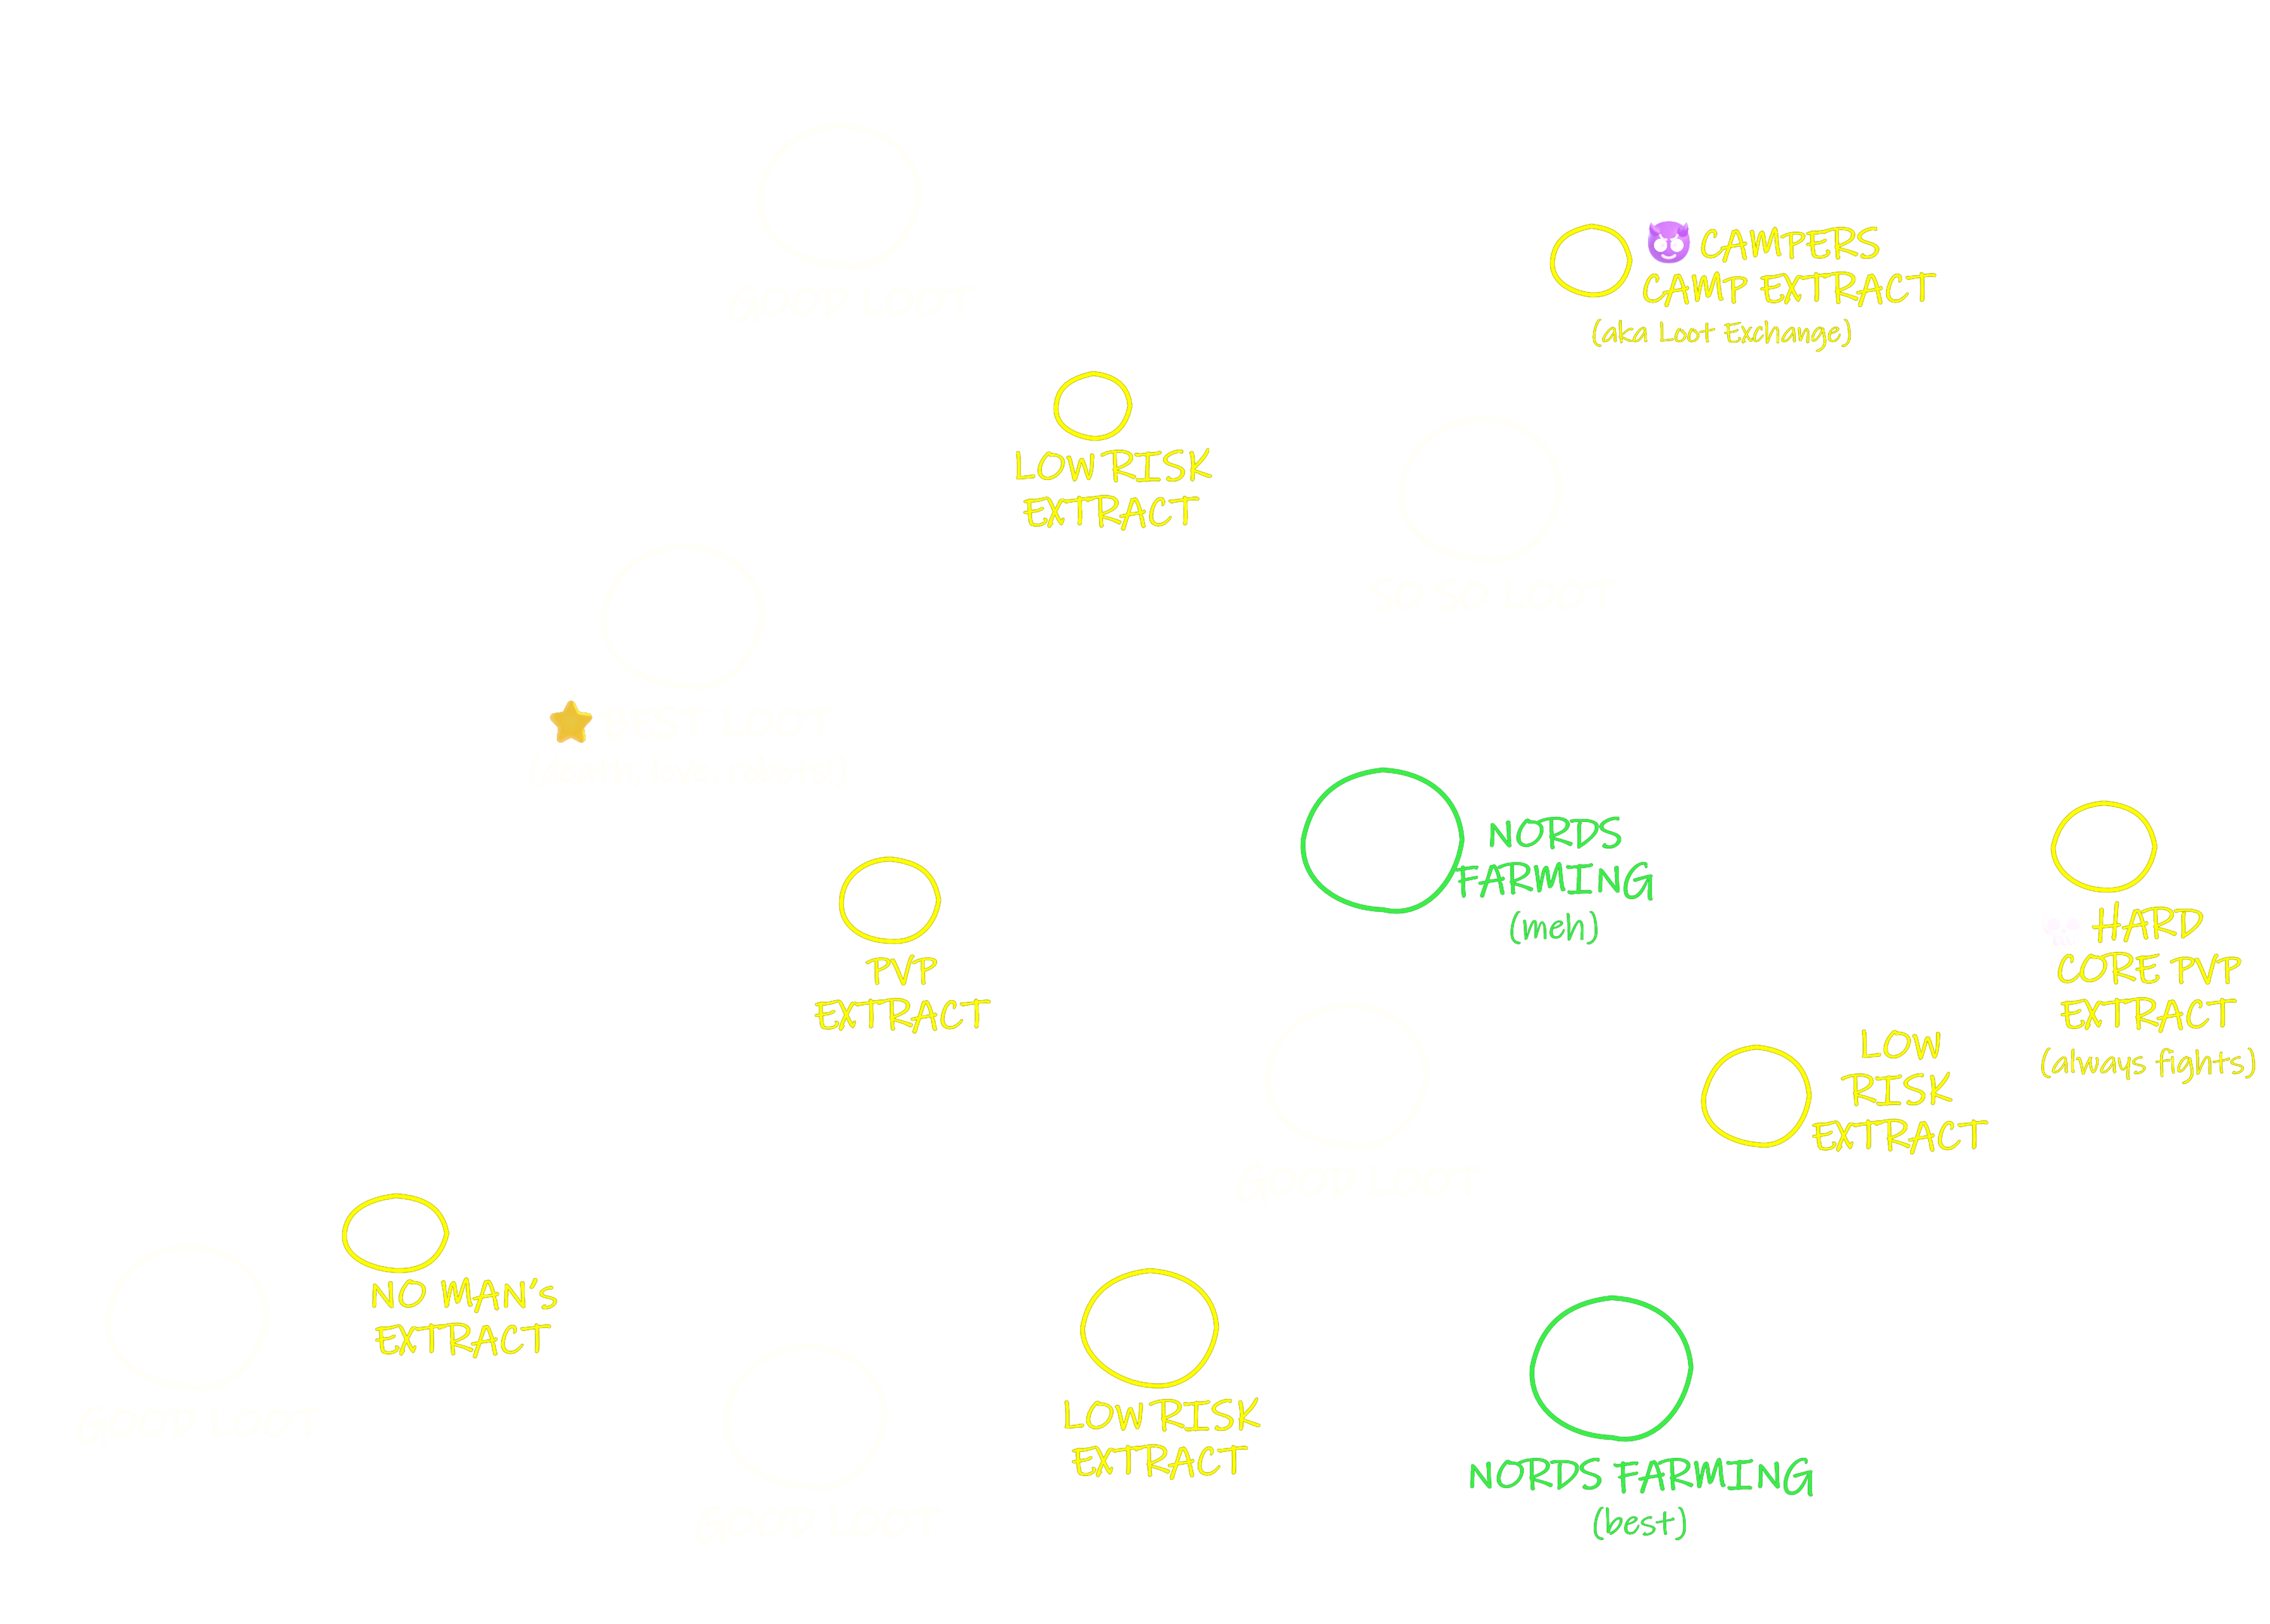 GOOD LOOT
CAMPERS
CAMP EXTRACT
(aka Loot Exchange)
LOW RISK
EXTRACT
SO SO LOOT
BEST LOOT
NORDS
FARMING
(meh)
HARD
CORE PVP
EXTRACT
(always fights)
PVP
EXTRACT
LOW
RISK
EXTRACT
GOOD LOOT
NO MAN's
EXTRACT
GOOD LOOT
LOW RISK
EXTRACT
NORDS FARMING
(best)
GOOD LOOT